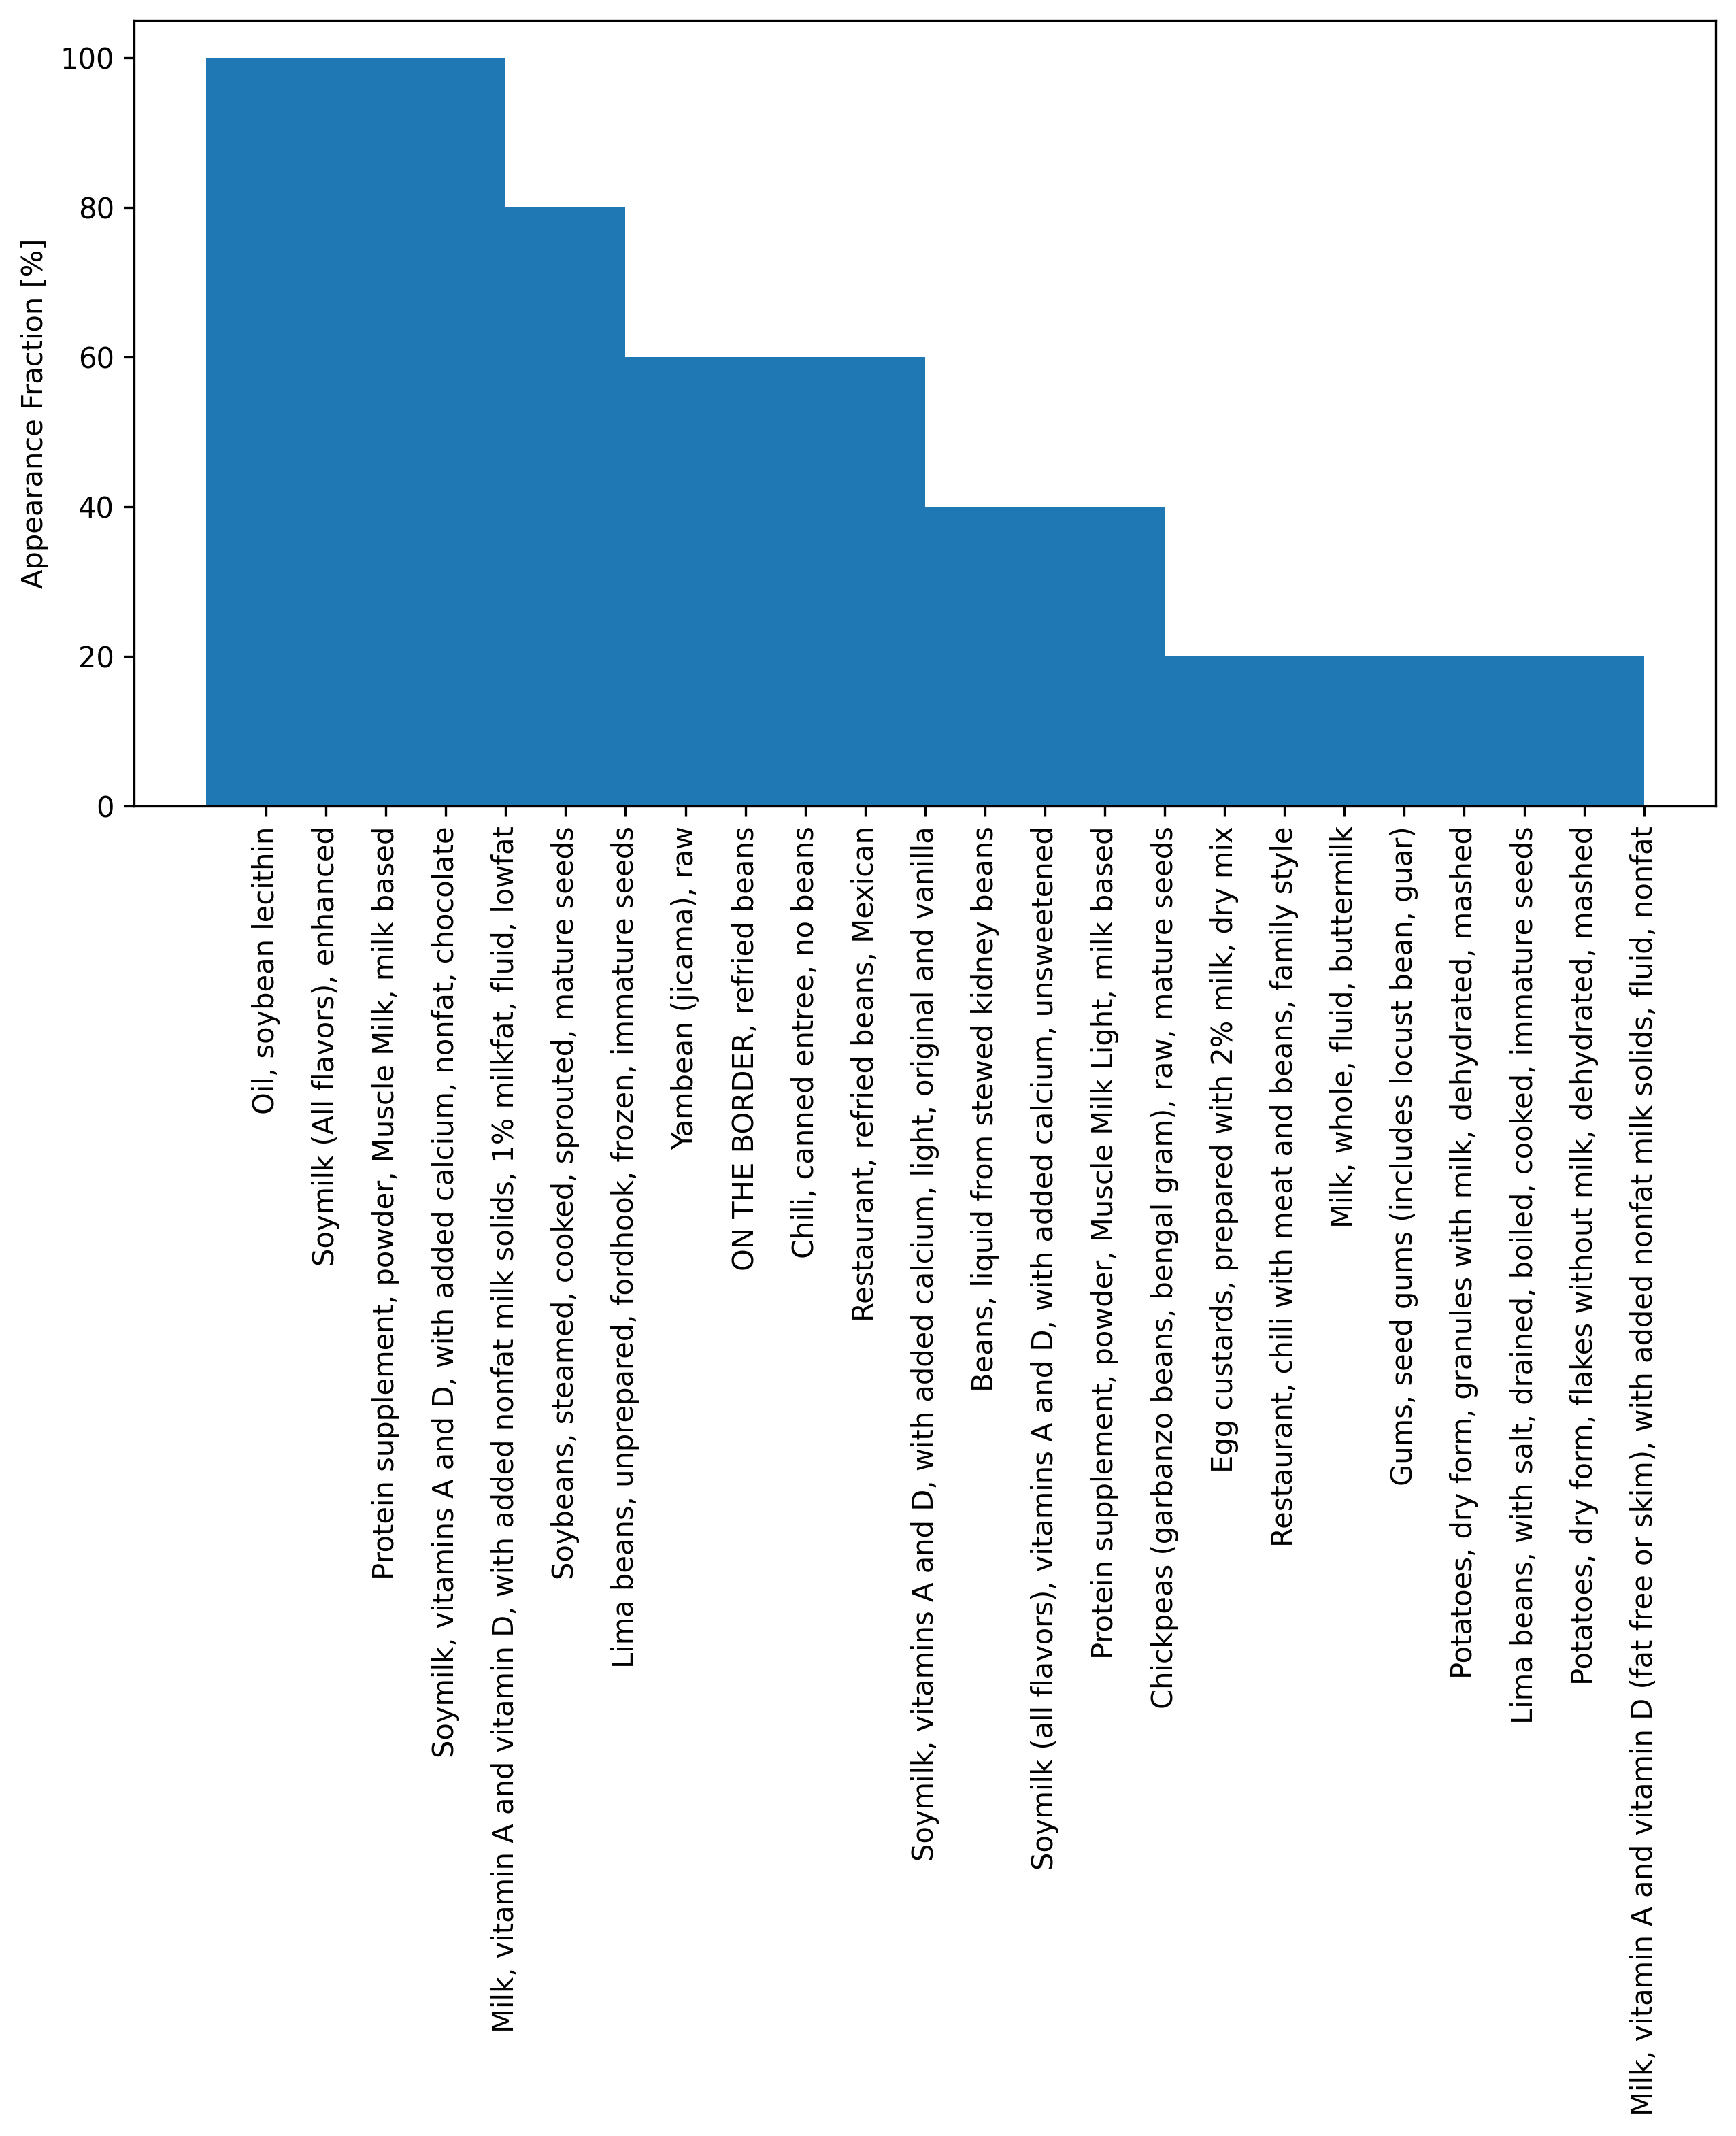 Appearance Fraction [%]
100
80
60
40
20
0
Oil, soybean lecithin
Soymilk (All flavors), enhanced
Protein supplement, powder, Muscle Milk, milk based
Soymilk, vitamins A and D, with added calcium, nonfat, chocolate
Milk, vitamin A and vitamin D, with added nonfat milk solids, 1% milkfat, fluid, lowfat
Soybeans, steamed, cooked, sprouted, mature seeds
Lima beans, unprepared, fordhook, frozen, immature seeds
Yambean (jicama), raw
ON THE BORDER, refried beans
Chili, canned entree, no beans
Restaurant, refried beans, Mexican
Soymilk, vitamins A and D, with added calcium, light, original and vanilla
Beans, liquid from stewed kidney beans
Soymilk (all flavors), vitamins A and D, with added calcium, unsweetened
Protein supplement, powder, Muscle Milk Light, milk based
Chickpeas (garbanzo beans, bengal gram), raw, mature seeds
Egg custards, prepared with 2% milk, dry mix
Restaurant, chili with meat and beans, family style
Milk, whole, fluid, buttermilk
Gums, seed gums (includes locust bean, guar)
Potatoes, dry form, granules with milk, dehydrated, mashed
Lima beans, with salt, drained, boiled, cooked, immature seeds
Potatoes, dry form, flakes without milk, dehydrated, mashed
Milk, vitamin A and vitamin D (fat free or skim), with added nonfat milk solids, fluid, nonfat